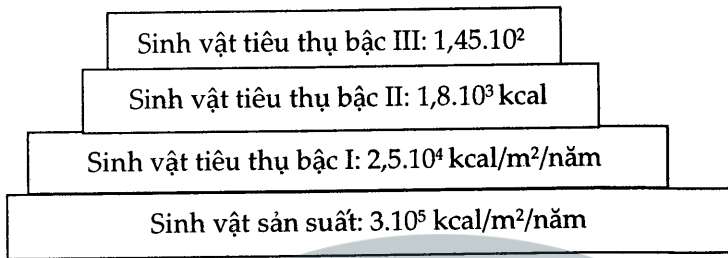 Sinh vật tiêu thụ bậc III: 1,45.10²
Sinh vật tiêu thụ bậc II: 1,8.10³ kcal
Sinh vật tiêu thụ bậc I: 2,5.10⁴ kcal/m²/năm
Sinh vật sản suất: 3.10⁵ kcal/m²/năm